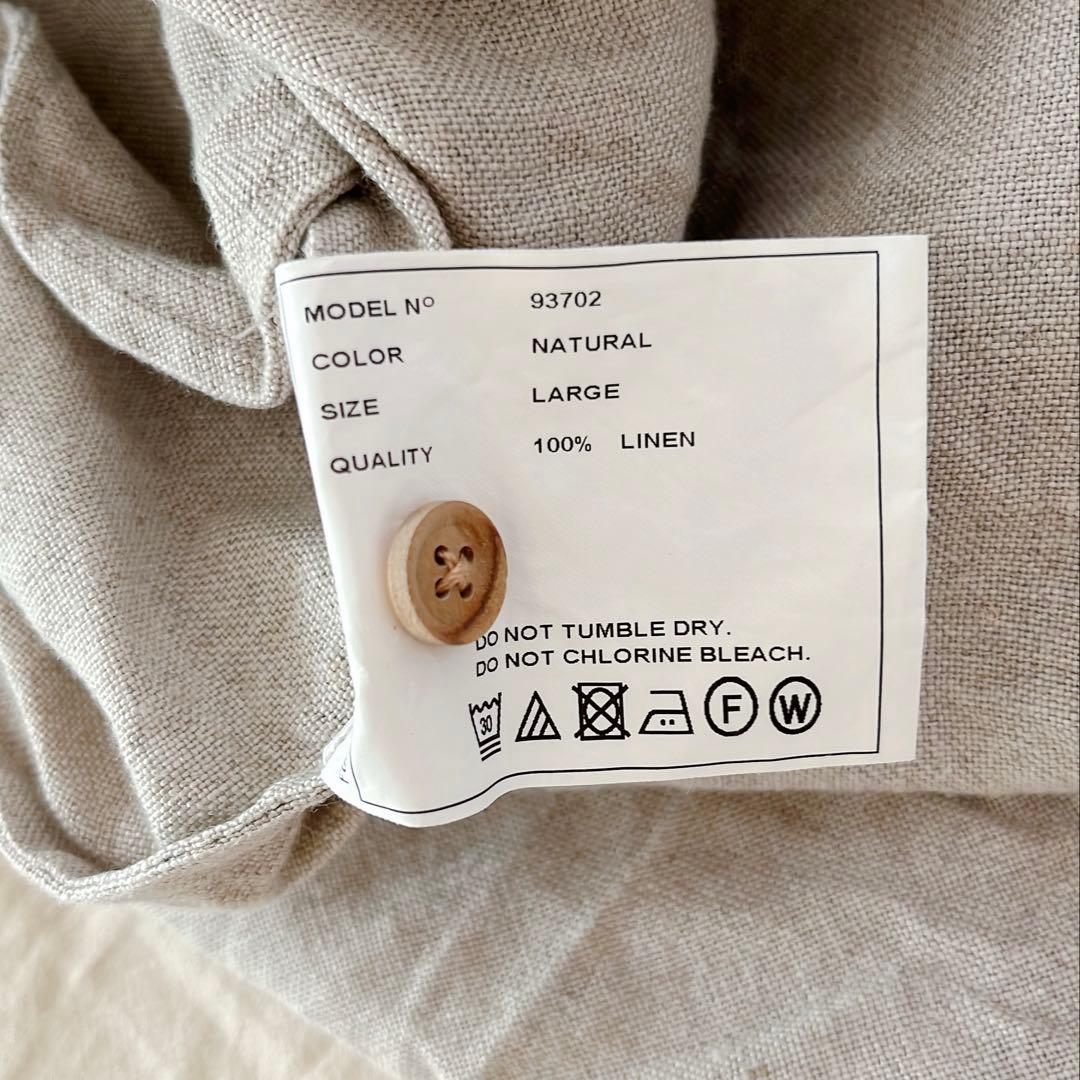 MODEL Nº 93702
COLOR NATURAL
SIZE LARGE
QUALITY 100% LINEN
DO NOT TUMBLE DRY.
DO NOT CHLORINE BLEACH.
30 F W